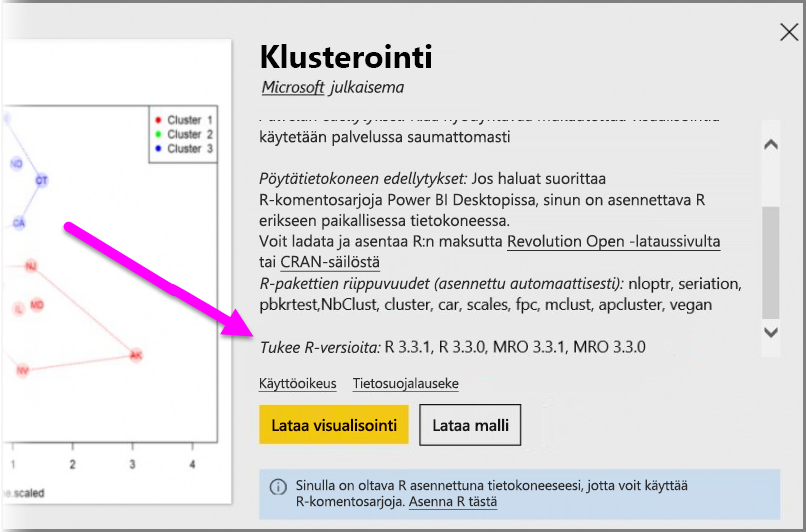 Klusterointi
Microsoft julkaisema
käytetään palvelussa saumattomasti
Pöytätietokoneen edellytykset: Jos haluat suorittaa
R-komentosarjoja Power BI Desktopissa, sinun on asennettava R
erikseen paikallisessa tietokoneessa.
Voit ladata ja asentaa R:n maksutta Revolution Open -lataussivulta
tai CRAN-säilöstä
R-pakettien riippuvuudet (asennettu automaattisesti): nloptr, seriation,
pbkrtest,NbClust, cluster, car, scales, fpc, mclust, apcluster, vegan
Tukee R-versioita: R 3.3.1, R 3.3.0, MRO 3.3.1, MRO 3.3.0
Käyttöoikeus Tietosuojalauseke
Lataa visualisointi Lataa malli
Sinulla on oltava R asennettuna tietokoneeseesi, jotta voit käyttää
R-komentosarjoja. Asenna R tästä
Cluster 1
Cluster 2
Cluster 3
ND
CT
CA
NJ
IL MD
AK
NV
1 2 3 4
e.scaled